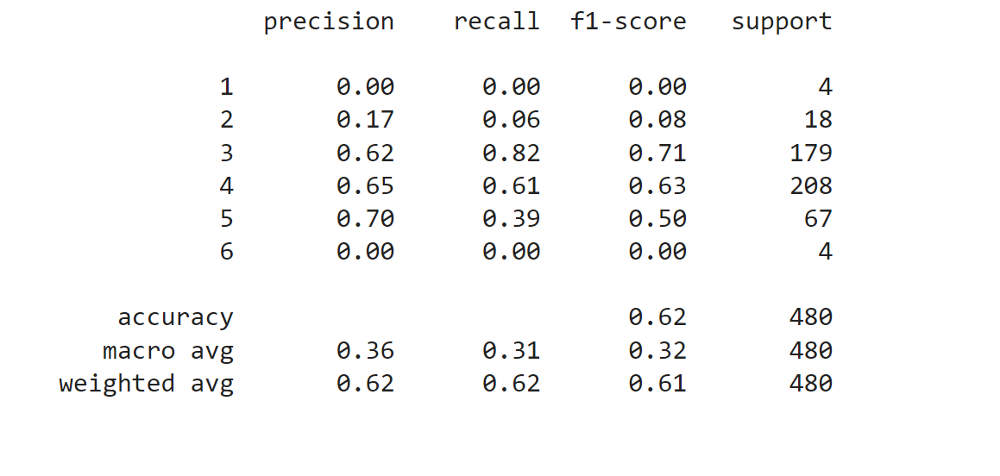 precision recall f1-score support
1 0.00 0.00 0.00 4
2 0.17 0.06 0.08 18
3 0.62 0.82 0.71 179
4 0.65 0.61 0.63 208
5 0.70 0.39 0.50 67
6 0.00 0.00 0.00 4
accuracy 0.62 480
macro avg 0.36 0.31 0.32 480
weighted avg 0.62 0.62 0.61 480